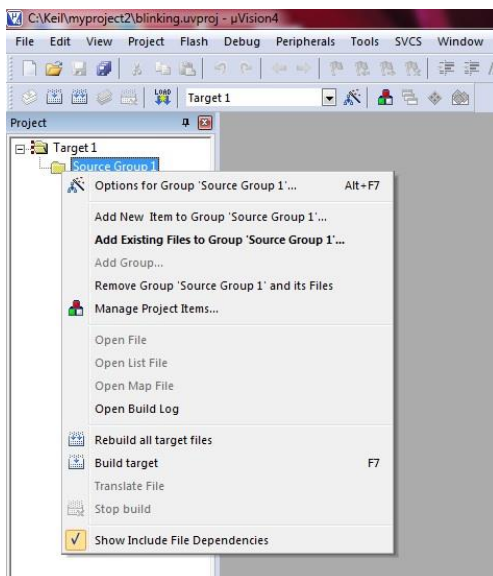 C:\Keil\myproject2\blinking.uvproj - µVision4
File Edit View Project Flash Debug Peripherals Tools SVCS Window
LOAD Target 1
Project
Target 1
Source Group 1
Options for Group 'Source Group 1'... Alt+F7
Add New Item to Group 'Source Group 1'...
Add Existing Files to Group 'Source Group 1'...
Add Group...
Remove Group 'Source Group 1' and its Files
Manage Project Items...
Open File
Open List File
Open Map File
Open Build Log
Rebuild all target files
Build target F7
Translate File
Stop build
Show Include File Dependencies